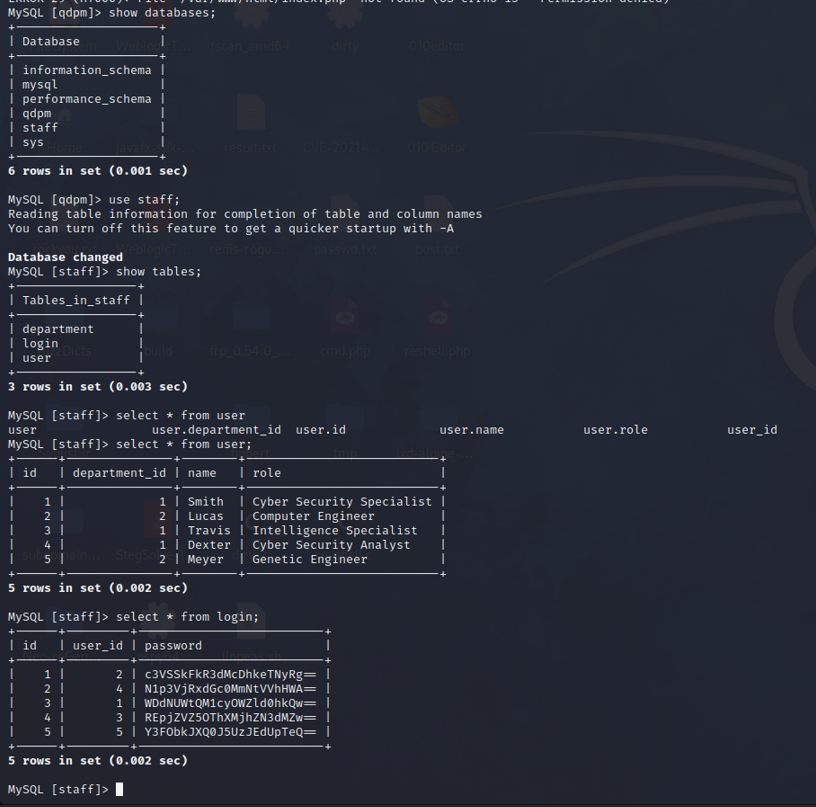 MySQL [qdpm]> show databases;
+--------------------+
| Database           |
+--------------------+
| information_schema |
| mysql              |
| performance_schema |
| qdpm               |
| staff              |
| sys                |
+--------------------+
6 rows in set (0.001 sec)
MySQL [qdpm]> use staff;
Reading table information for completion of table and column names
You can turn off this feature to get a quicker startup with -A
Database changed
MySQL [staff]> show tables;
+-----------------+
| Tables_in_staff |
+-----------------+
| department      |
| login           |
| user            |
+-----------------+
3 rows in set (0.003 sec)
MySQL [staff]> select * from user
user                user.department_id  user.id             user.name           user.role           user_id
MySQL [staff]> select * from user;
+------+---------------+--------+---------------------------+
| id   | department_id | name   | role                      |
+------+---------------+--------+---------------------------+
|    1 |             1 | Smith  | Cyber Security Specialist |
|    2 |             2 | Lucas  | Computer Engineer         |
|    3 |             1 | Travis | Intelligence Specialist   |
|    4 |             1 | Dexter | Cyber Security Analyst    |
|    5 |             2 | Meyer  | Genetic Engineer          |
+------+---------------+--------+---------------------------+
5 rows in set (0.002 sec)
MySQL [staff]> select * from login;
+------+---------+--------------------------+
| id   | user_id | password                 |
+------+---------+--------------------------+
|    1 |       2 | c3VSSkFkR3dMcDhkeTNyRg== |
|    2 |       4 | N1p3VjRxdGc0MmNtVVhHWA== |
|    3 |       1 | WDdNUWtQM1cyOWZld0hkQw== |
|    4 |       3 | REpjZVZ5OThXMjhZN3dMZw== |
|    5 |       5 | Y3FObkJXQ0J5UzJEdUpTeQ== |
+------+---------+--------------------------+
5 rows in set (0.002 sec)
MySQL [staff]>